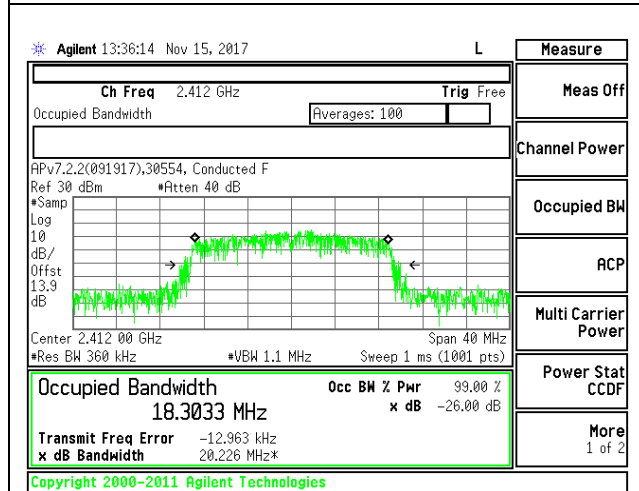 Agilent 13:36:14 Nov 15, 2017 L Measure
Ch Freq 2.412 GHz Trig Free
Meas Off
Occupied Bandwidth Averages: 100
Channel Power
APv7.2.2(091917),30554, Conducted F
Ref 30 dBm #Atten 40 dB
#Samp
Log
10
dB/
Offst
13.9
dB
Occupied BW
ACP
Center 2.412 00 GHz Span 40 MHz
#Res BW 360 kHz #VBW 1.1 MHz Sweep 1 ms (1001 pts)
Multi Carrier
Power
Occupied Bandwidth Occ BW % Pwr 99.00 %
18.3033 MHz x dB -26.00 dB
Power Stat
CCDF
Transmit Freq Error -12.963 kHz
x dB Bandwidth 20.226 MHz*
More
1 of 2
Copyright 2000-2011 Agilent Technologies